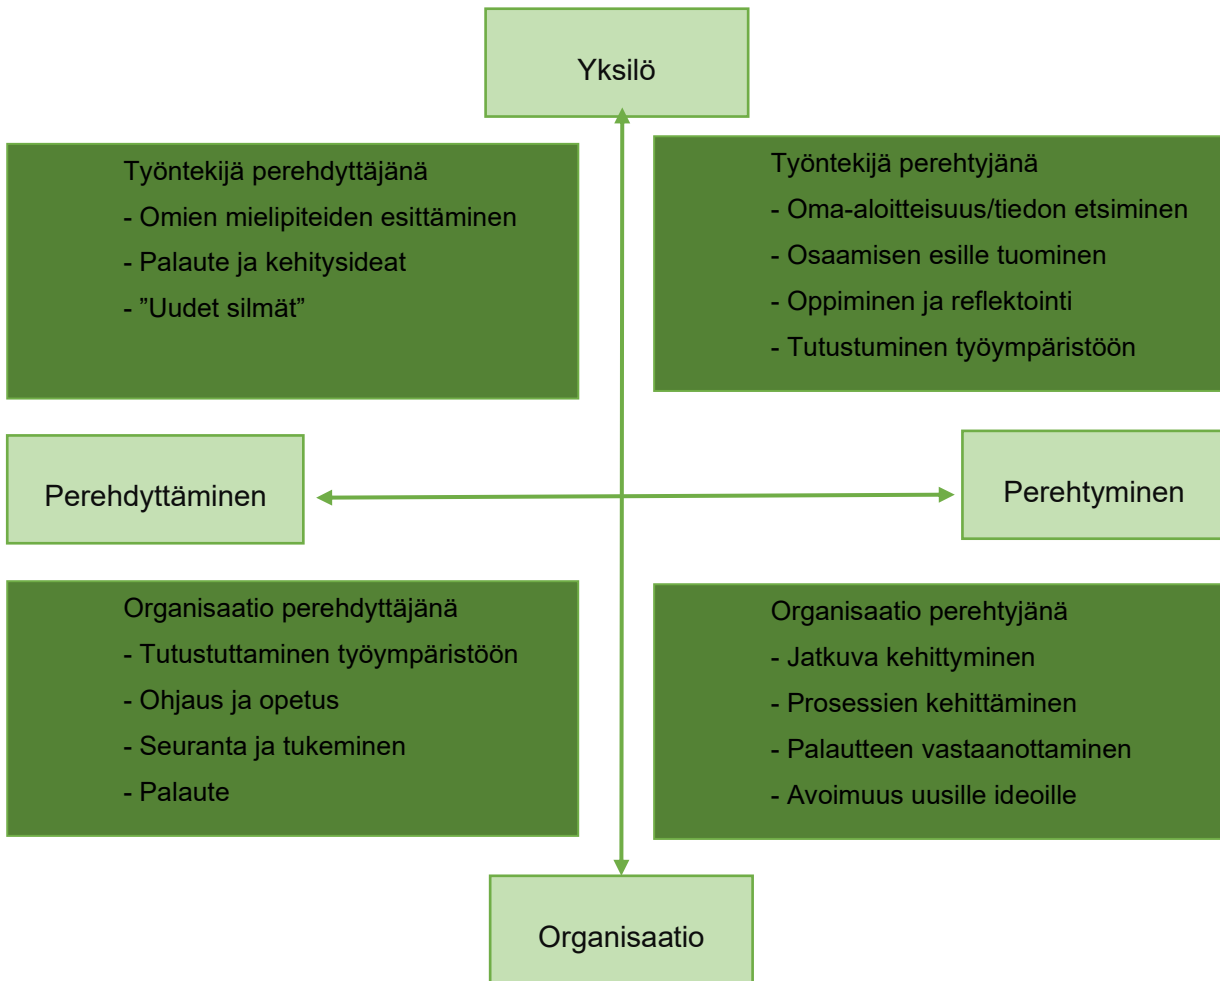 Yksilö
Työntekijä perehdyttäjänä
- Omien mielipiteiden esittäminen
- Palaute ja kehitysideat
- ”Uudet silmät”
Työntekijä perehtyjänä
- Oma-aloitteisuus/tiedon etsiminen
- Osaamisen esille tuominen
- Oppiminen ja reflektointi
- Tutustuminen työympäristöön
Perehdyttäminen
Perehtyminen
Organisaatio perehdyttäjänä
- Tutustuttaminen työympäristöön
- Ohjaus ja opetus
- Seuranta ja tukeminen
- Palaute
Organisaatio perehtyjänä
- Jatkuva kehittyminen
- Prosessien kehittäminen
- Palautteen vastaanottaminen
- Avoimuus uusille ideoille
Organisaatio